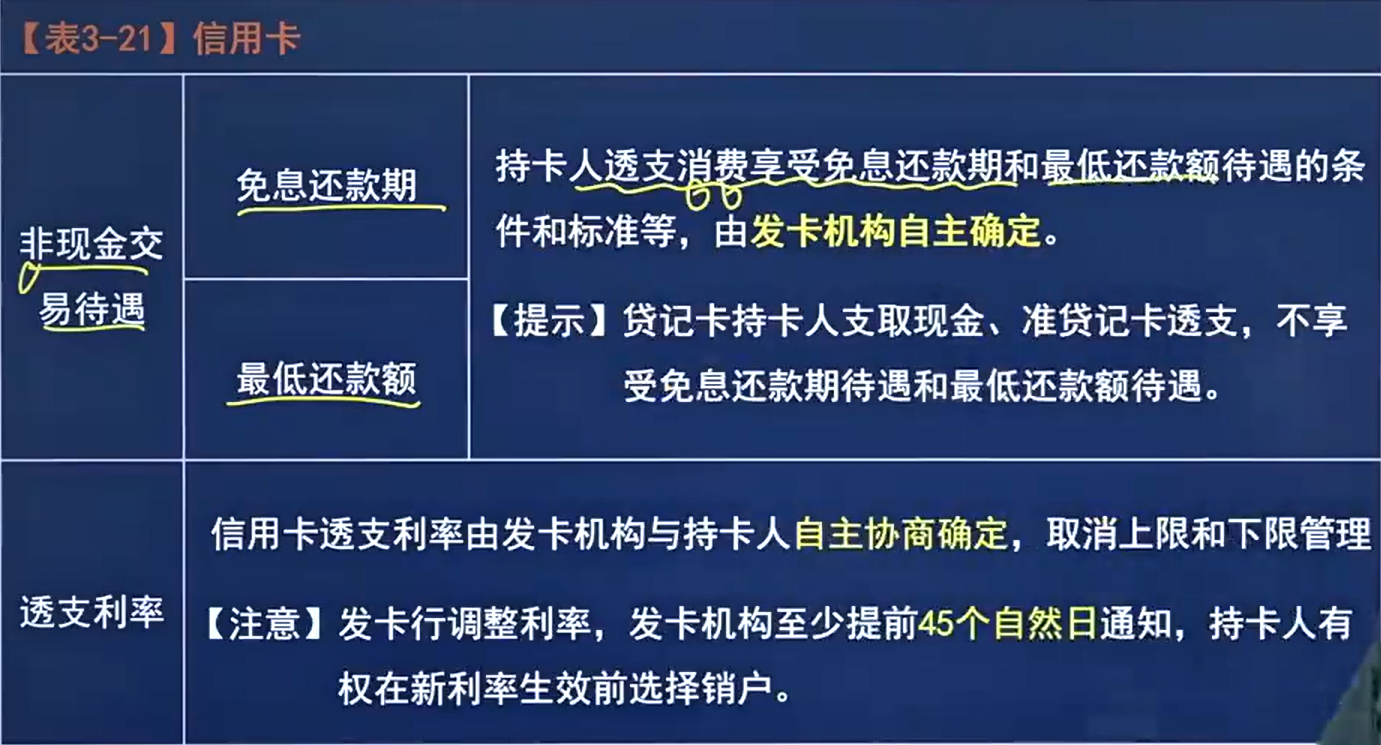 【表3-21】信用卡
非现金交
易待遇
免息还款期
最低还款额
持卡人透支消费享受免息还款期和最低还款额待遇的条
件和标准等，由发卡机构自主确定。
【提示】贷记卡持卡人支取现金、准贷记卡透支，不享
受免息还款期待遇和最低还款额待遇。
透支利率
信用卡透支利率由发卡机构与持卡人自主协商确定，取消上限和下限管理
【注意】发卡行调整利率，发卡机构至少提前45个自然日通知，持卡人有
权在新利率生效前选择销户。